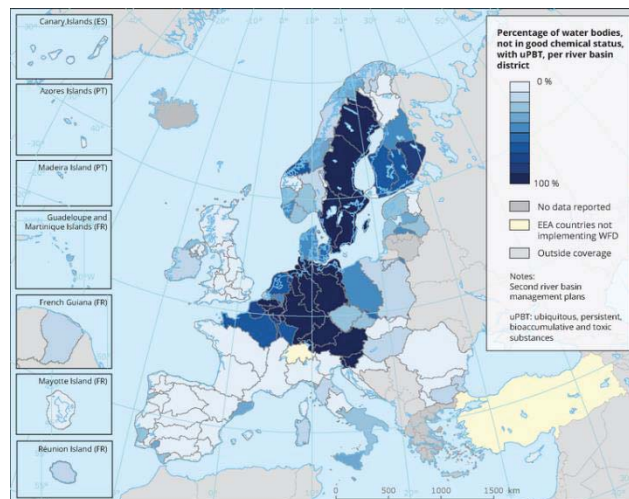 Canary Islands (ES)
Azores Islands (PT)
Madeira Island (PT)
Guadeloupe and
Martinique Islands (FR)
French Guiana (FR)
Mayotte Island (FR)
Réunion Island (FR)
Percentage of water bodies,
not in good chemical status,
with uPBT, per river basin
district
0 %
100 %
No data reported
EEA countries not
implementing WFD
Outside coverage
Notes:
Second river basin
management plans
uPBT: ubiquitous, persistent,
bioaccumulative and toxic
substances
0 500 1000 1500 km